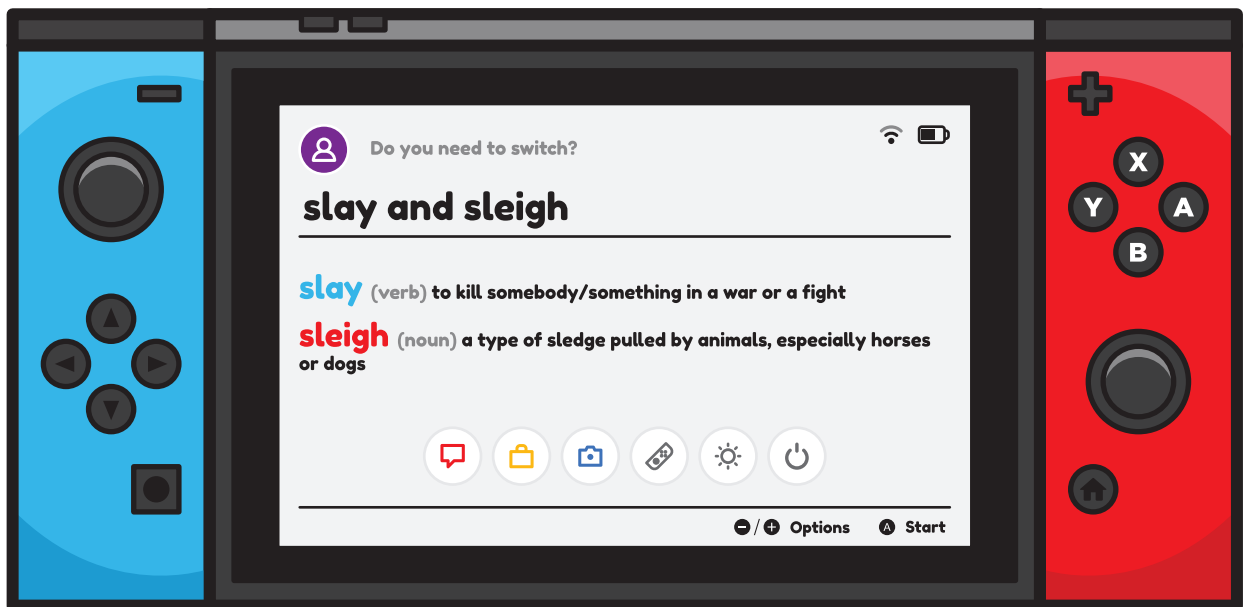 Do you need to switch?
slay and sleigh
slay (verb) to kill somebody/something in a war or a fight
sleigh (noun) a type of sledge pulled by animals, especially horses
or dogs
X
Y A
B
-/+ Options A Start